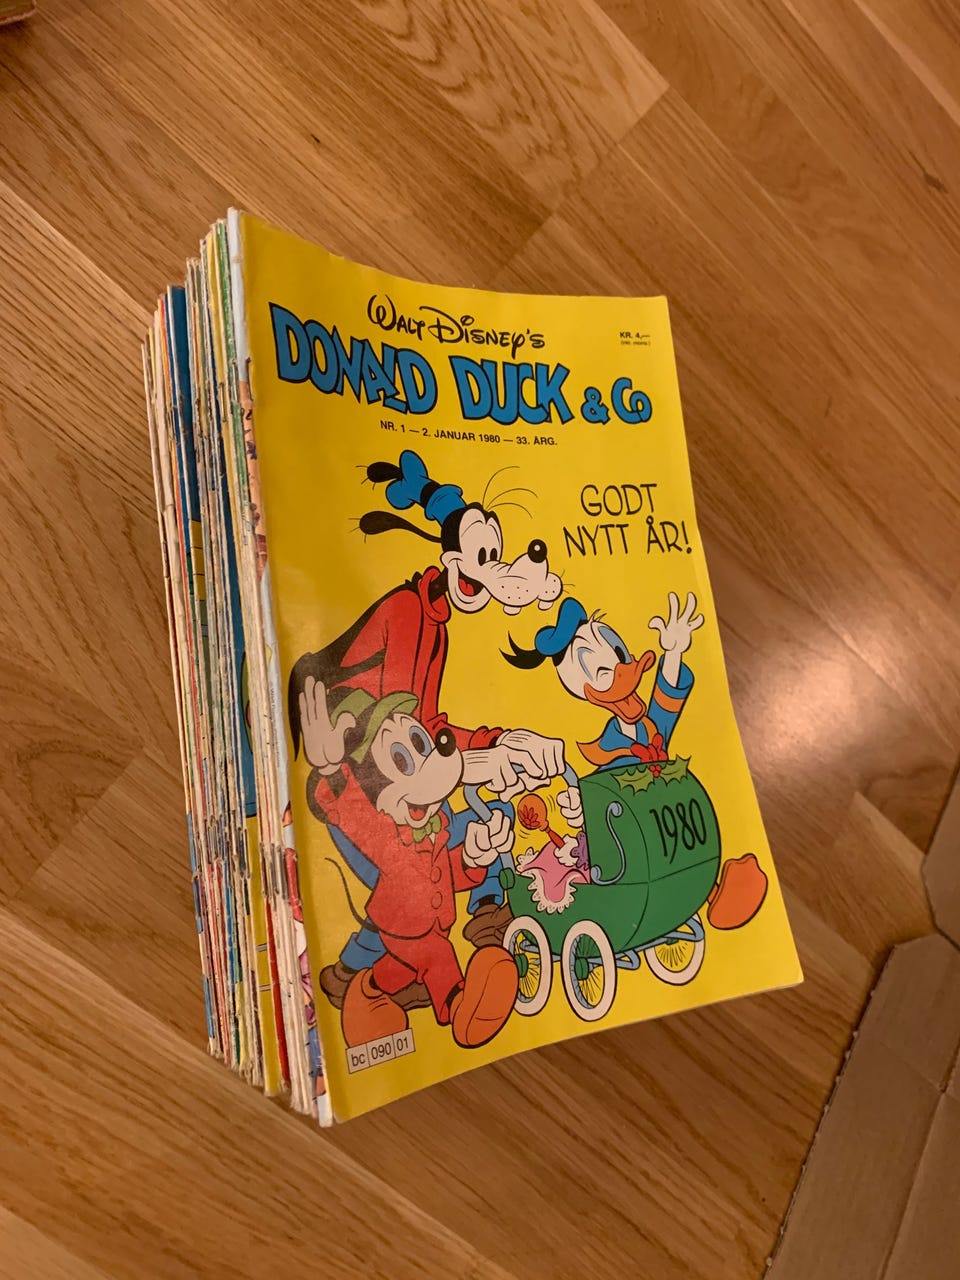 WALT DISNEY'S
DONALD DUCK & Co
KR. 4,—
NR. 1 — 2. JANUAR 1980 — 33. ÅRG.
GODT
NYTT ÅR!
1980
bc 090 01